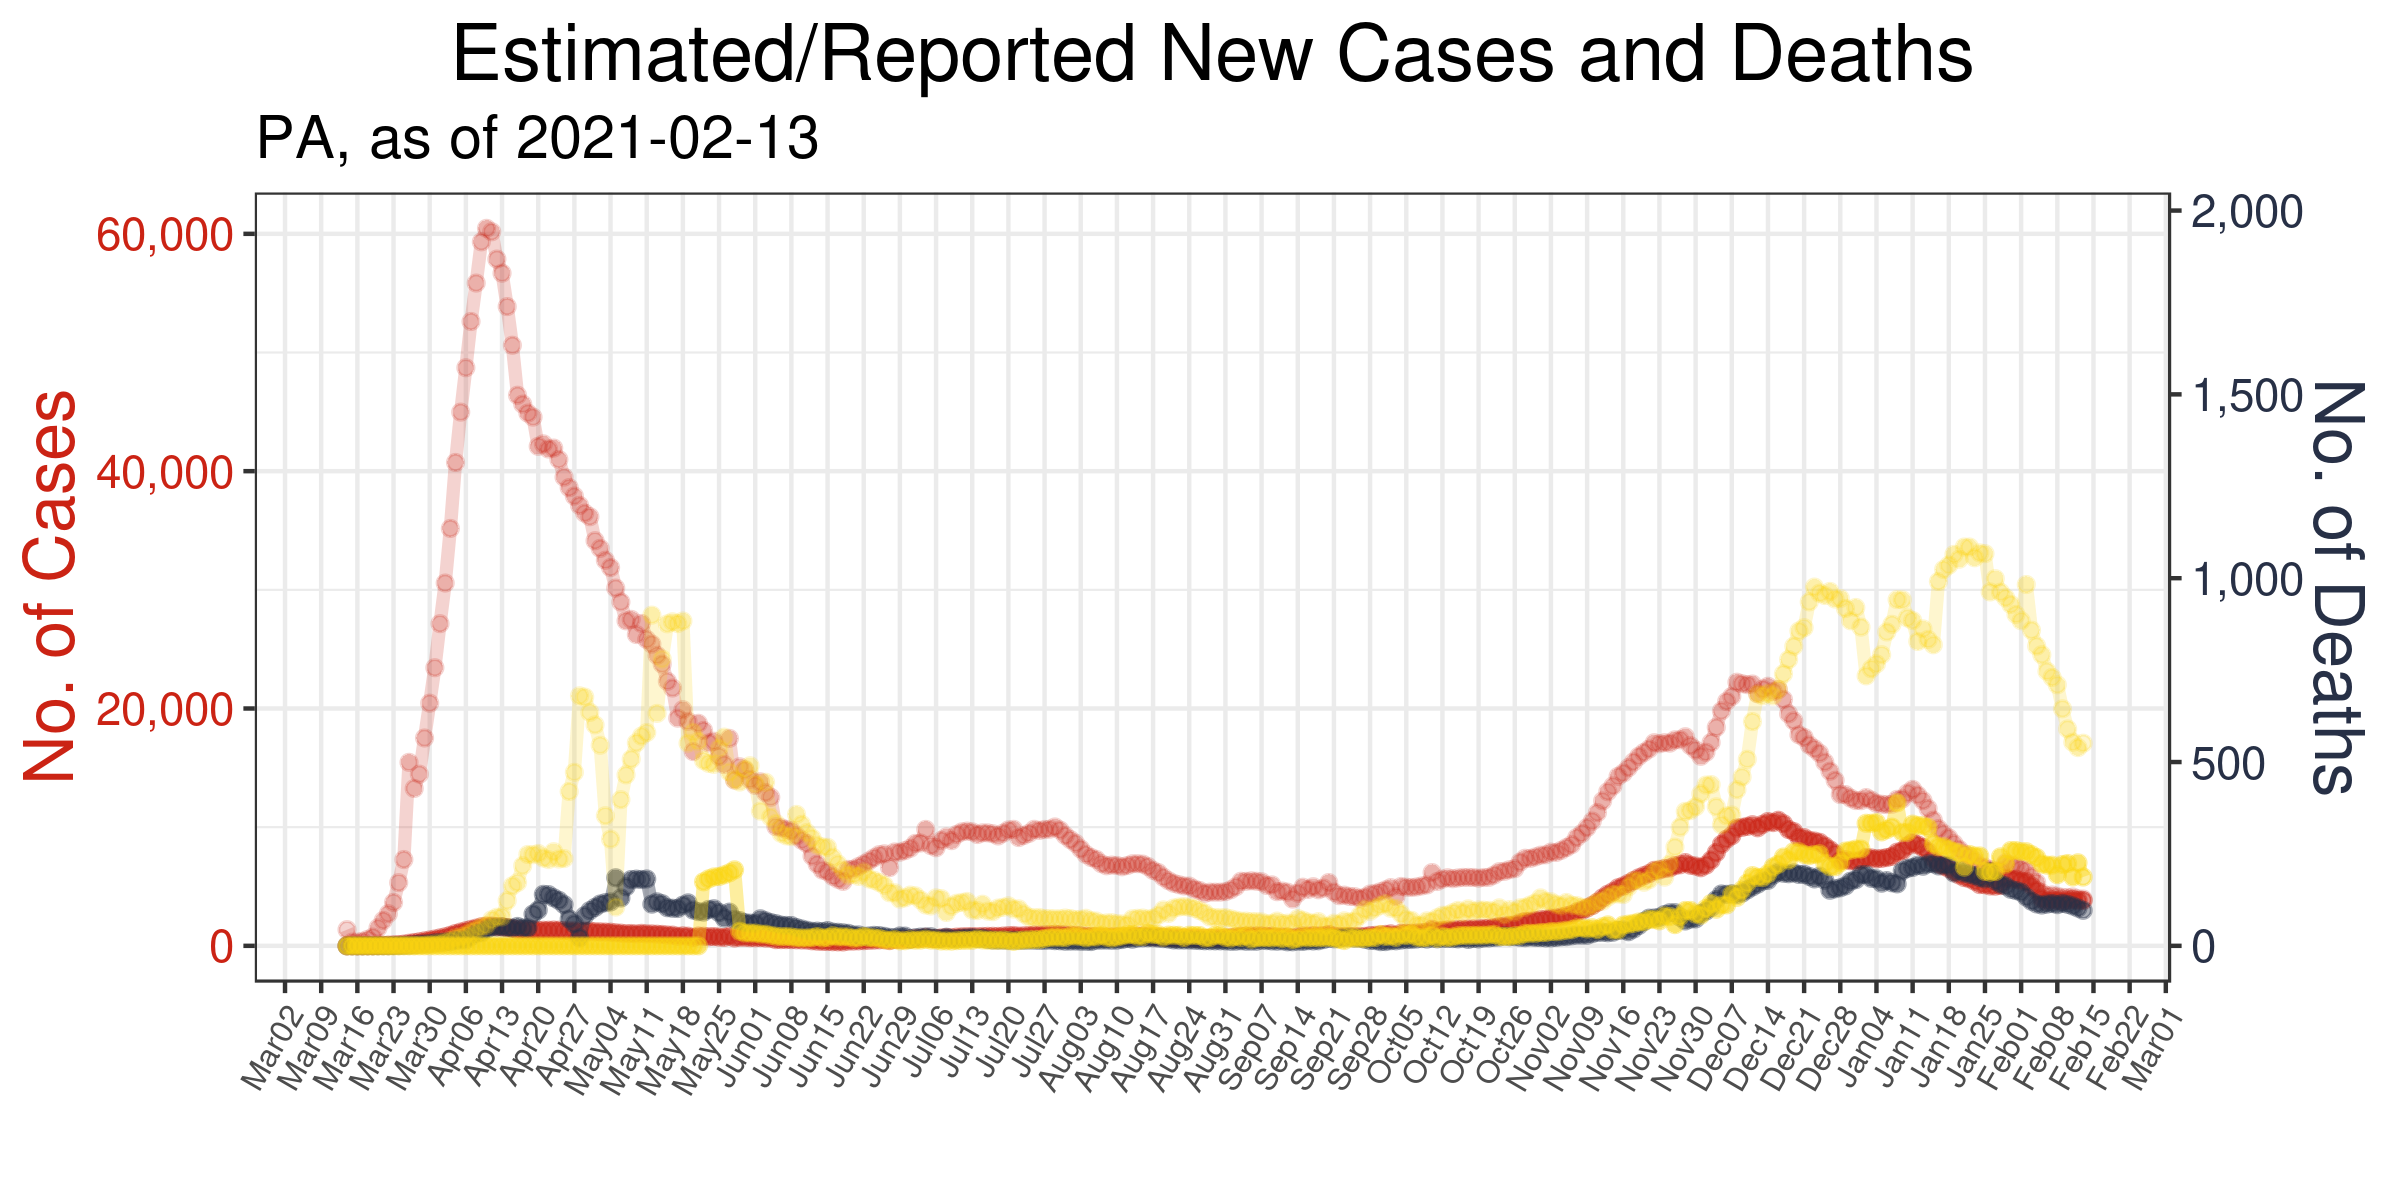 Estimated/Reported New Cases and Deaths
PA, as of 2021-02-13
No. of Cases
60,000
40,000
20,000
0
2,000
1,500
1,000
500
0
No. of Deaths
Mar02
Mar09
Mar16
Mar23
Mar30
Apr06
Apr13
Apr20
Apr27
May04
May11
May18
May25
Jun01
Jun08
Jun15
Jun22
Jun29
Jul06
Jul13
Jul20
Jul27
Aug03
Aug10
Aug17
Aug24
Aug31
Sep07
Sep14
Sep21
Sep28
Oct05
Oct12
Oct19
Oct26
Nov02
Nov09
Nov16
Nov23
Nov30
Dec07
Dec14
Dec21
Dec28
Jan04
Jan11
Jan18
Jan25
Feb01
Feb08
Feb15
Feb22
Mar01